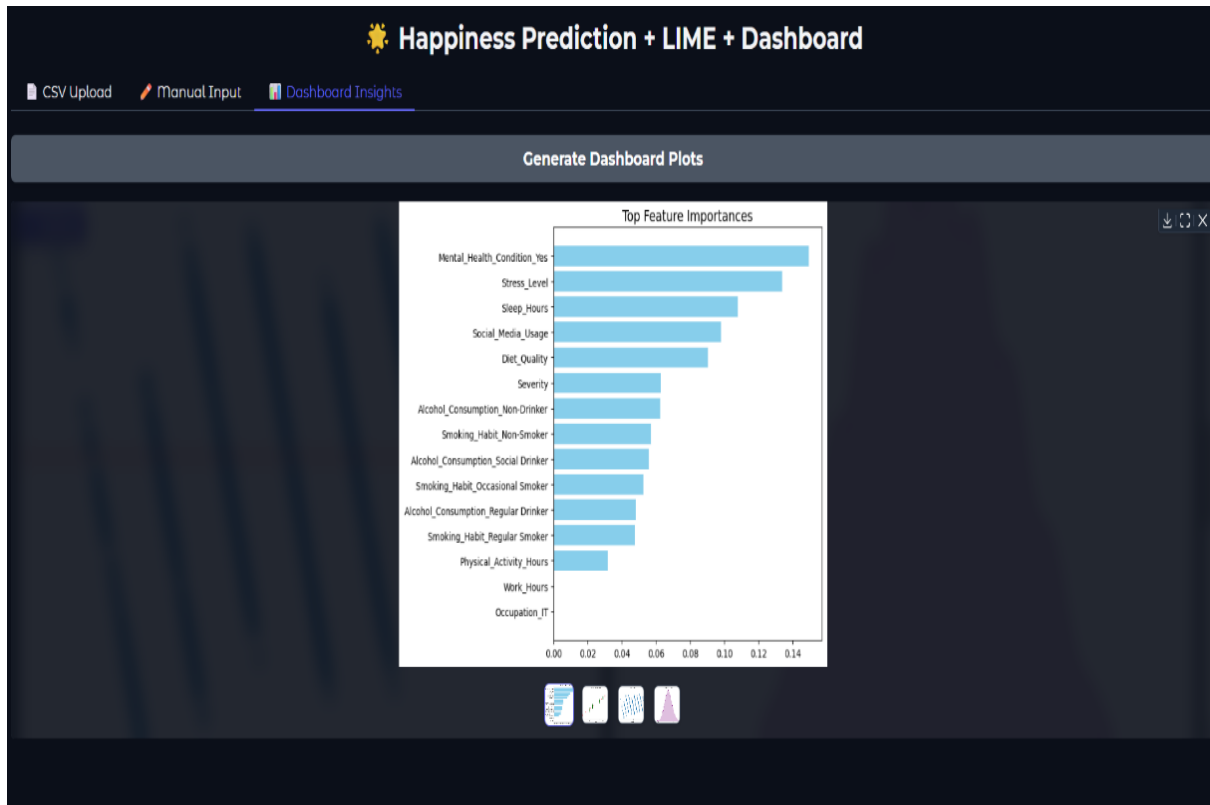 Happiness Prediction + LIME + Dashboard
CSV Upload
Manual Input
Dashboard Insights
Generate Dashboard Plots
Top Feature Importances
Mental_Health_Condition_Yes
Stress_Level
Sleep_Hours
Social_Media_Usage
Diet_Quality
Severity
Alcohol_Consumption_Non-Drinker
Smoking_Habit_Non-Smoker
Alcohol_Consumption_Social Drinker
Smoking_Habit_Occasional Smoker
Alcohol_Consumption_Regular Drinker
Smoking_Habit_Regular Smoker
Physical_Activity_Hours
Work_Hours
Occupation_IT
0.00 0.02 0.04 0.06 0.08 0.10 0.12 0.14